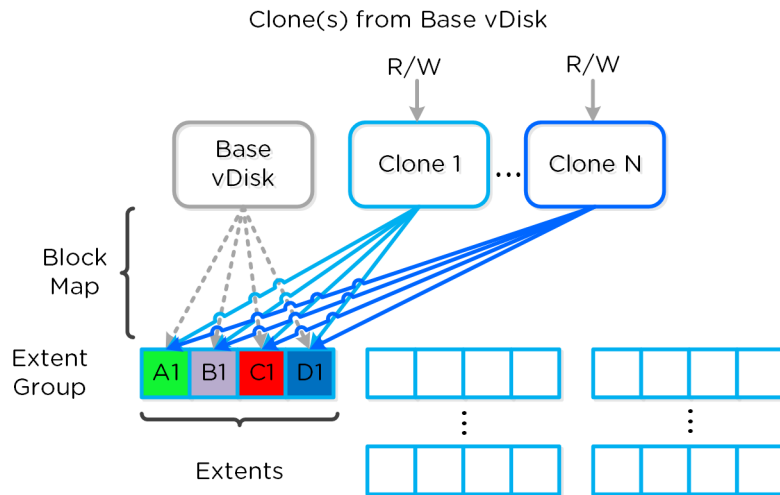 Clone(s) from Base vDisk
R/W
R/W
Base
vDisk
Clone 1
...
Clone N
Block
Map
Extent
Group
A1
B1
C1
D1
Extents